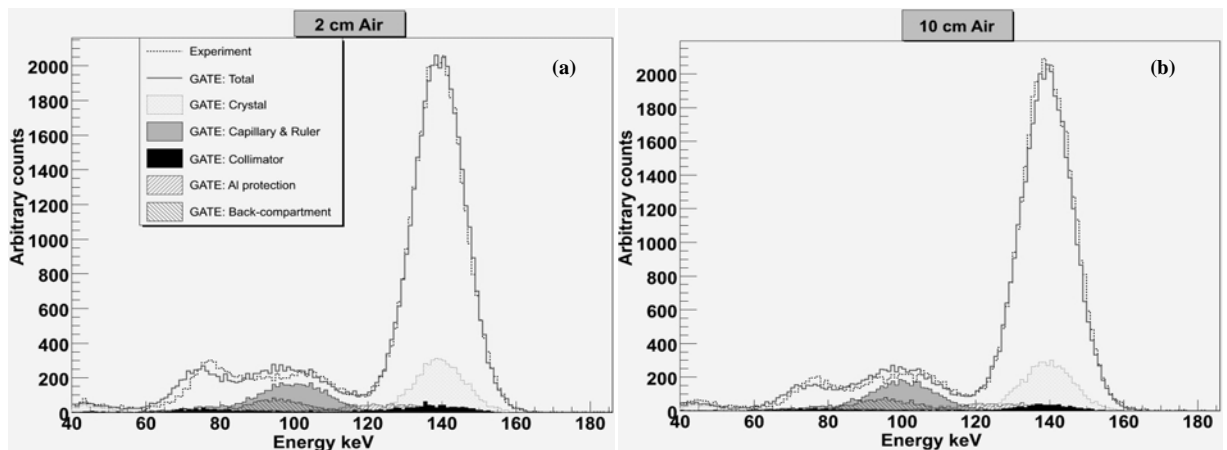 2 cm Air
(a)
Arbitrary counts
2000
1800
1600
1400
1200
1000
800
600
400
200
0
Experiment
GATE: Total
GATE: Crystal
GATE: Capillary & Ruler
GATE: Collimator
GATE: Al protection
GATE: Back-compartment
40 60 80 100 120 140 160 180
Energy keV
10 cm Air
(b)
Arbitrary counts
2000
1800
1600
1400
1200
1000
800
600
400
200
0
40 60 80 100 120 140 160 180
Energy keV